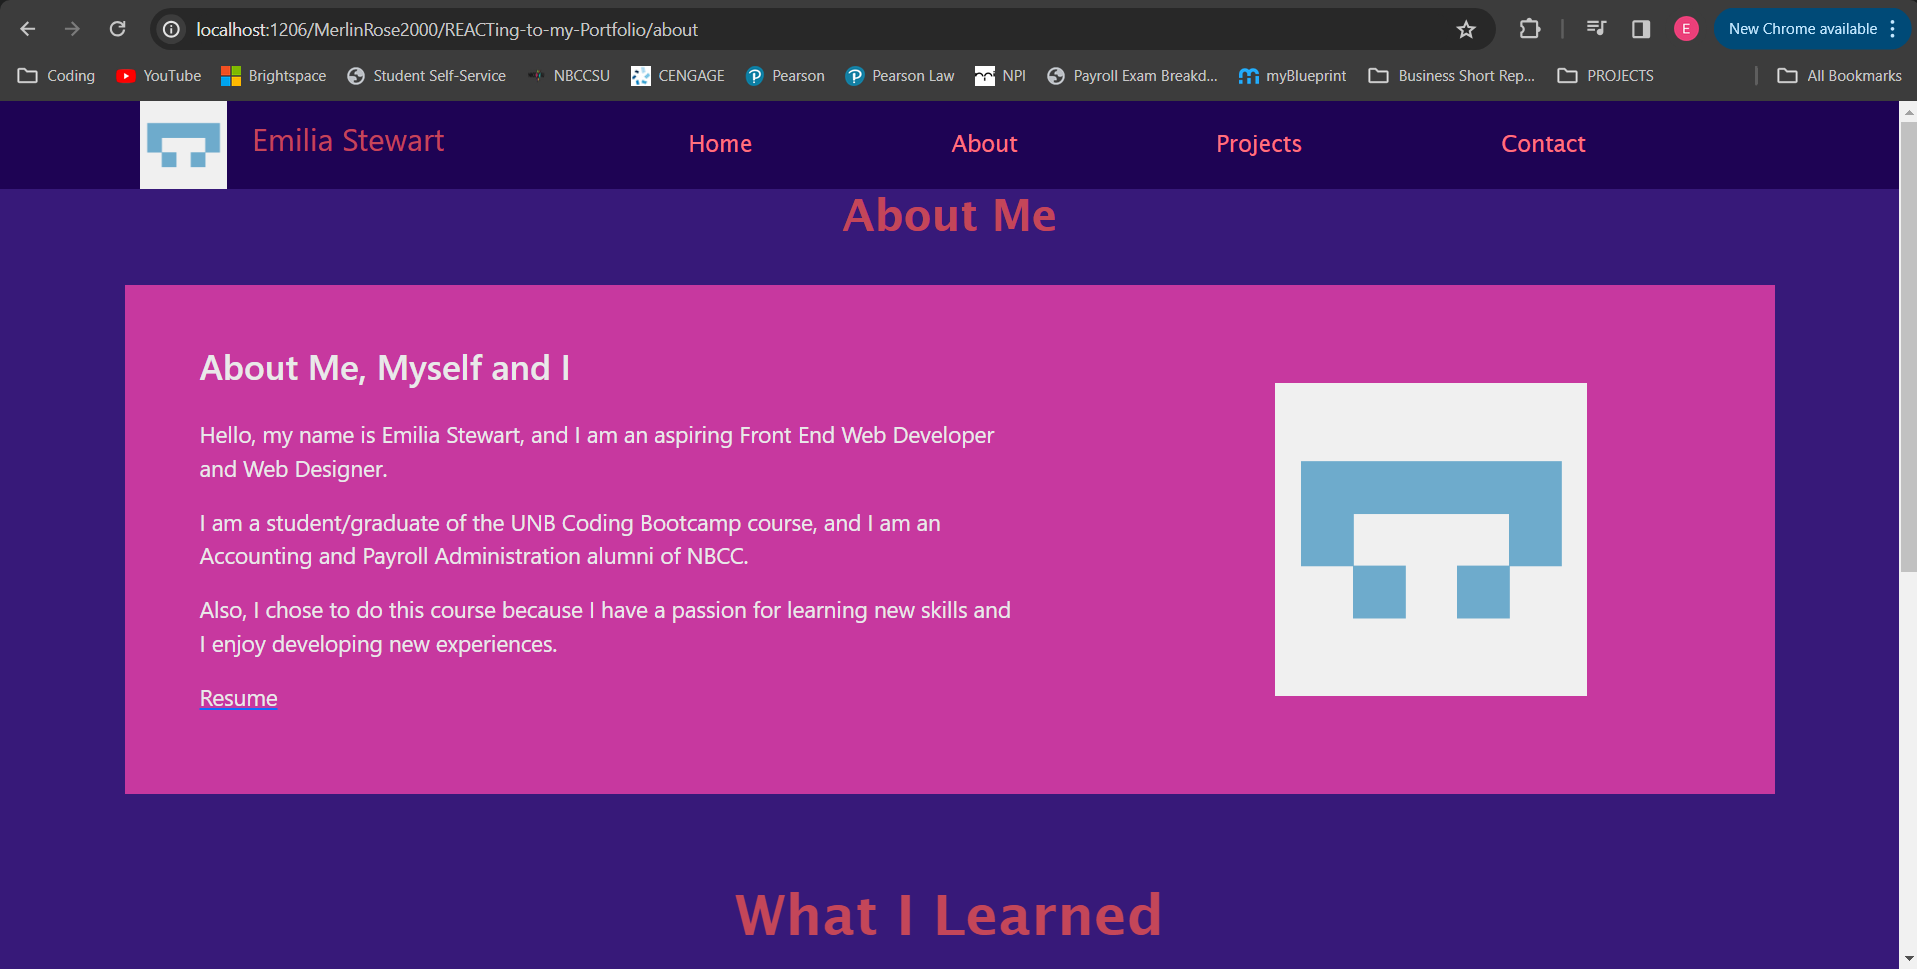 localhost:1206/MerlinRose2000/REACTing-to-my-Portfolio/about
E
New Chrome available
Coding YouTube Brightspace Student Self-Service NBCCSU CENGAGE Pearson Pearson Law NPI Payroll Exam Breakd... myBlueprint Business Short Rep... PROJECTS All Bookmarks
Emilia Stewart Home About Projects Contact
About Me
About Me, Myself and I
Hello, my name is Emilia Stewart, and I am an aspiring Front End Web Developer
and Web Designer.
I am a student/graduate of the UNB Coding Bootcamp course, and I am an
Accounting and Payroll Administration alumni of NBCC.
Also, I chose to do this course because I have a passion for learning new skills and
I enjoy developing new experiences.
Resume
What I Learned